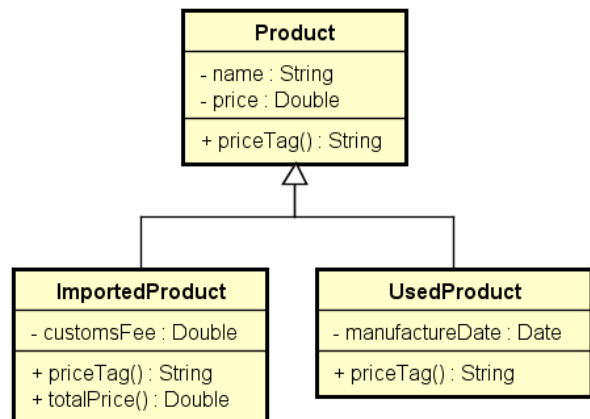 Product
- name : String
- price : Double
+ priceTag() : String
ImportedProduct
- customsFee : Double
+ priceTag() : String
+ totalPrice() : Double
UsedProduct
- manufactureDate : Date
+ priceTag() : String